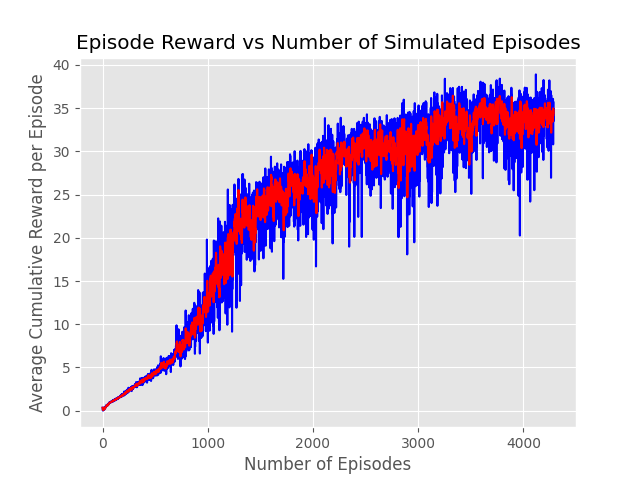 Episode Reward vs Number of Simulated Episodes
40
35
30
25
20
15
10
5
0
Average Cumulative Reward per Episode
0 1000 2000 3000 4000
Number of Episodes